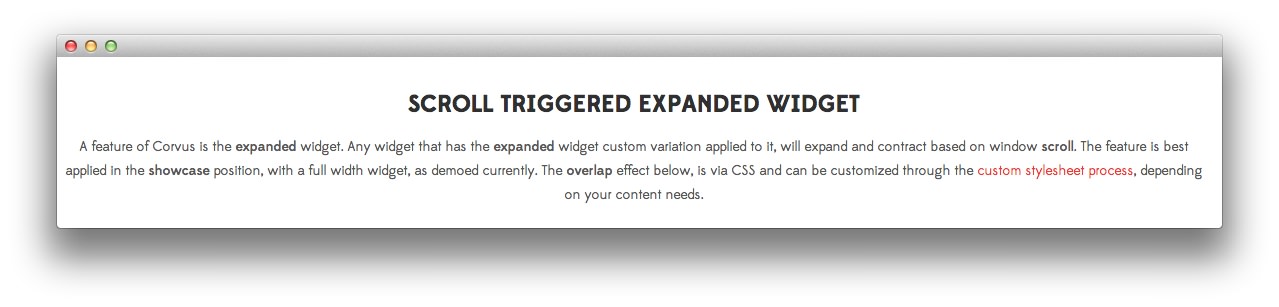 SCROLL TRIGGERED EXPANDED WIDGET
A feature of Corvus is the expanded widget. Any widget that has the expanded widget custom variation applied to it, will expand and contract based on window scroll. The feature is best
applied in the showcase position, with a full width widget, as demoed currently. The overlap effect below, is via CSS and can be customized through the custom stylesheet process, depending
on your content needs.